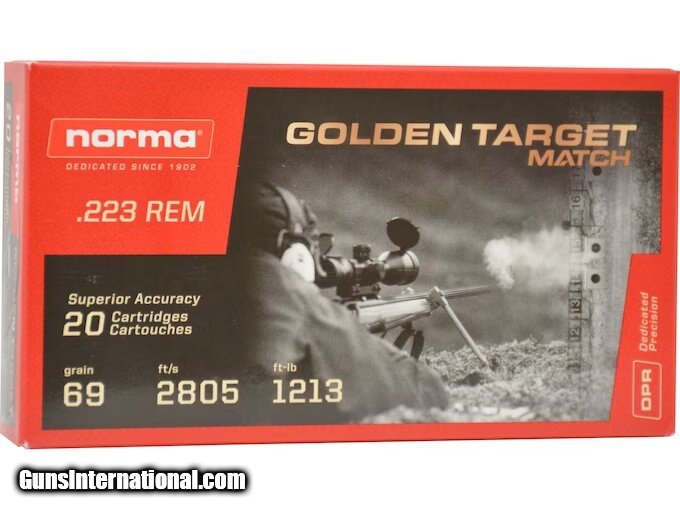 norma®
DEDICATED SINCE 1902
.223 REM
GOLDEN TARGET
MATCH
Superior Accuracy
20 Cartridges
Cartouches
grain ft/s ft-lb
69 2805 1213
DPR Dedicated
Precision
norma
GunsInternational.com